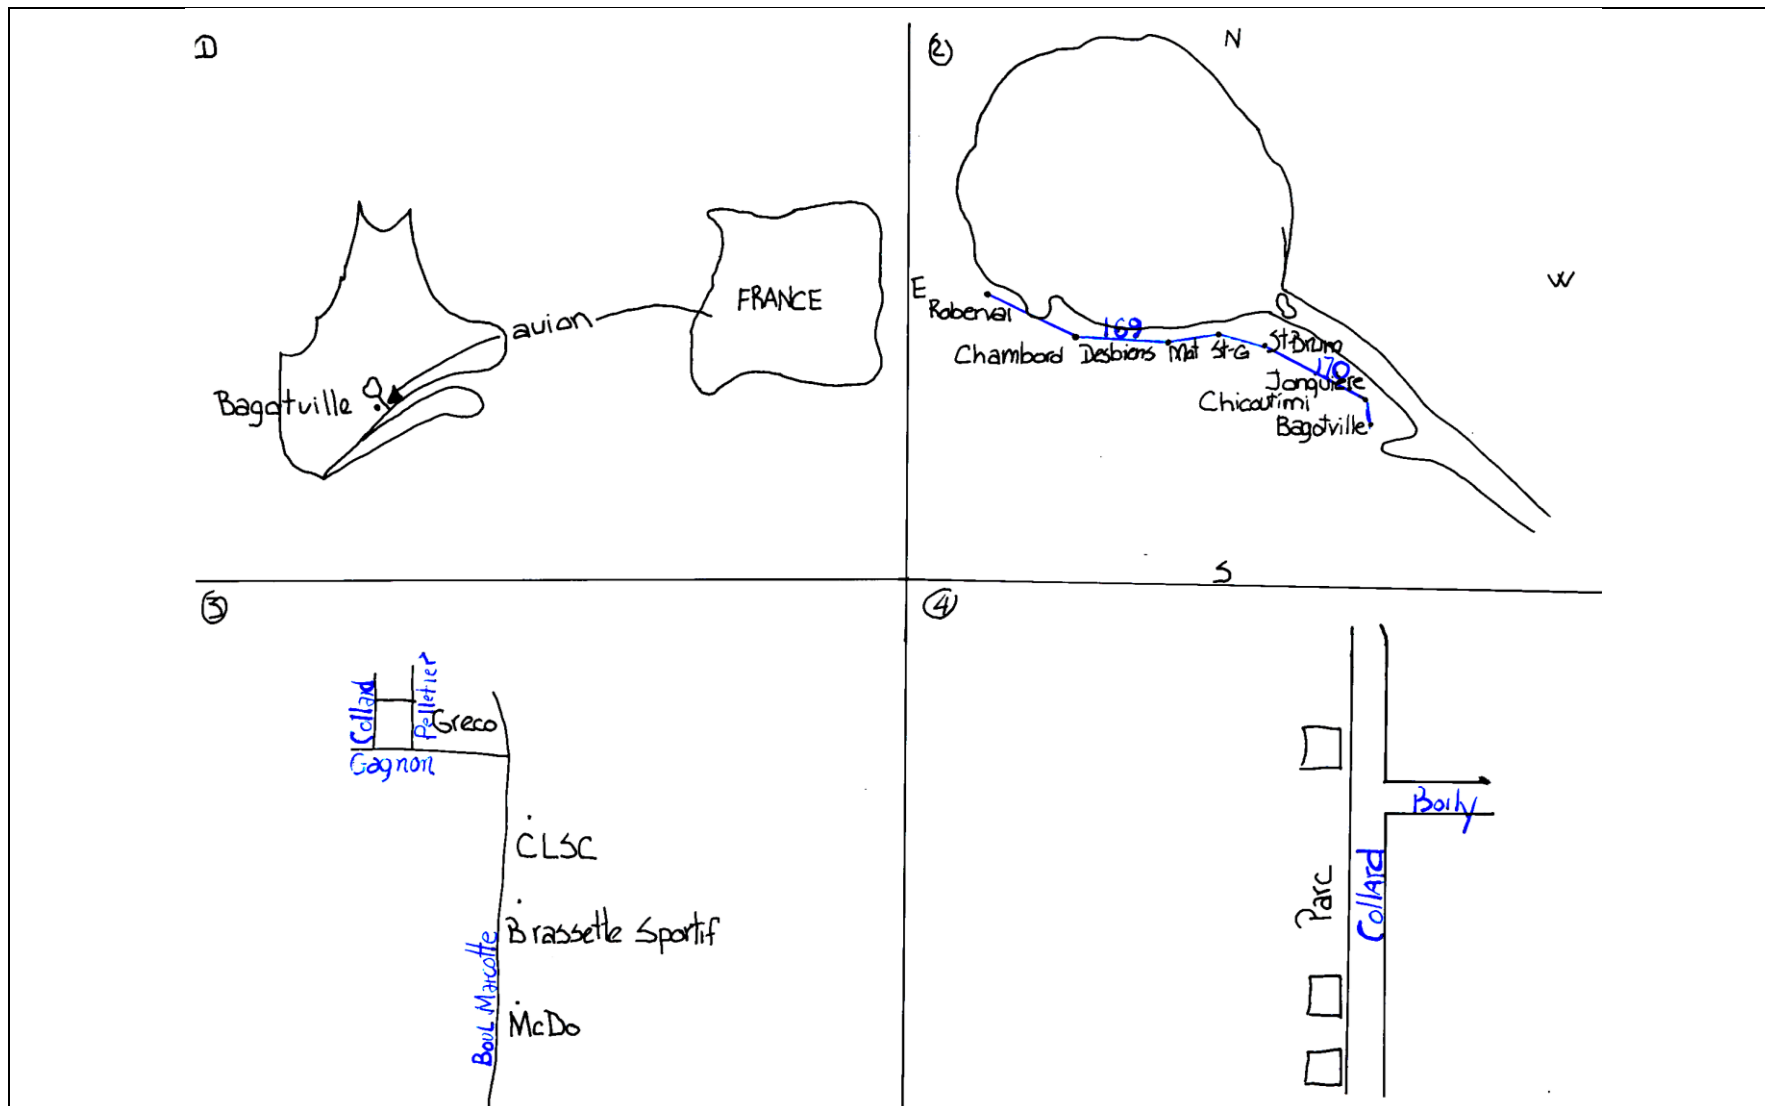 1
avion
FRANCE
Bagotville
2
N
W
E
Roberval
169
Chambord
Desbiens
Mat
St-G
St-Bruno
170
Jonquière
Chicoutimi
Bagotville
S
3
Collard
Pelletier
Greco
Gagnon
CLSC
Brassette Sportif
Boul Marcotte
McDo
4
Boily
Parc
Collard